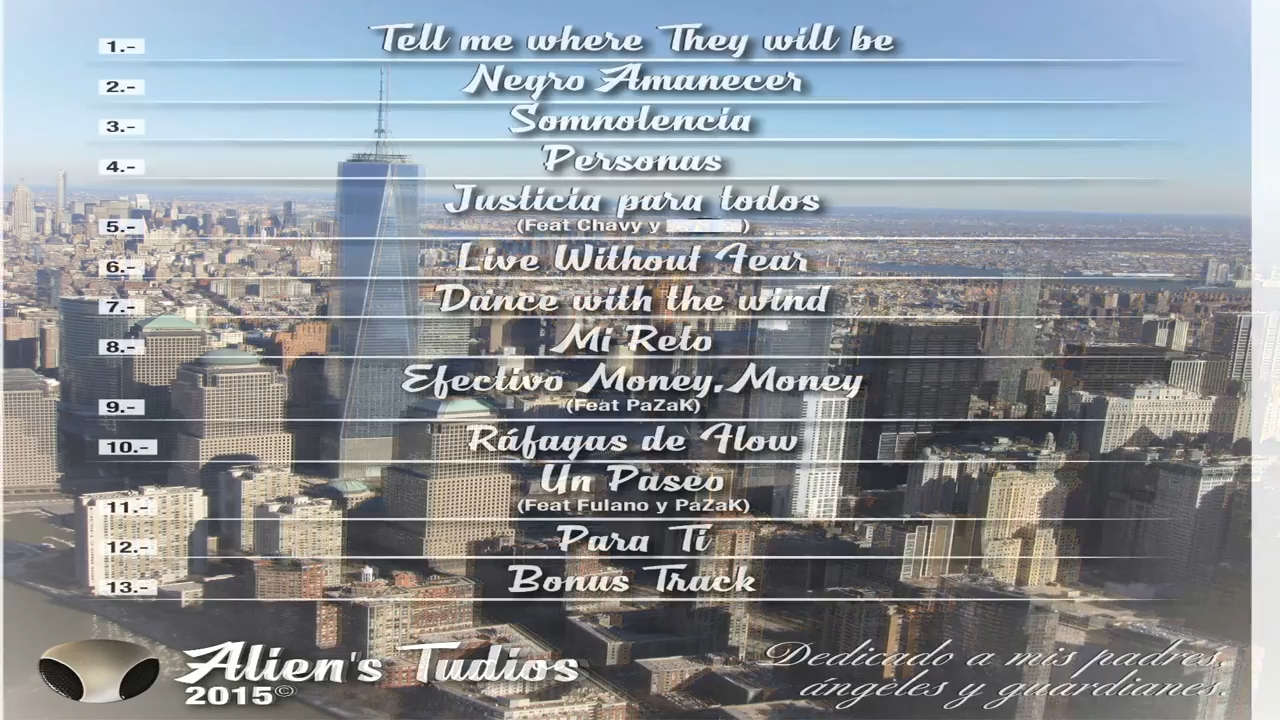 1.- Tell me where They will be
2.- Negro Amanecer
3.- Somnolencia
4.- Personas
5.- Justicia para todos
(Feat Chavy y )
6.- Live Without Fear
7.- Dance with the wind
8.- Mi Reto
9.- Efectivo Money, Money
(Feat PaZaK)
10.- Ráfagas de Flow
11.- Un Paseo
(Feat Fulano y PaZaK)
12.- Para Ti
13.- Bonus Track
Alien's Tudios
2015©
Dedicado a mis padres,
ángeles y guardianes.